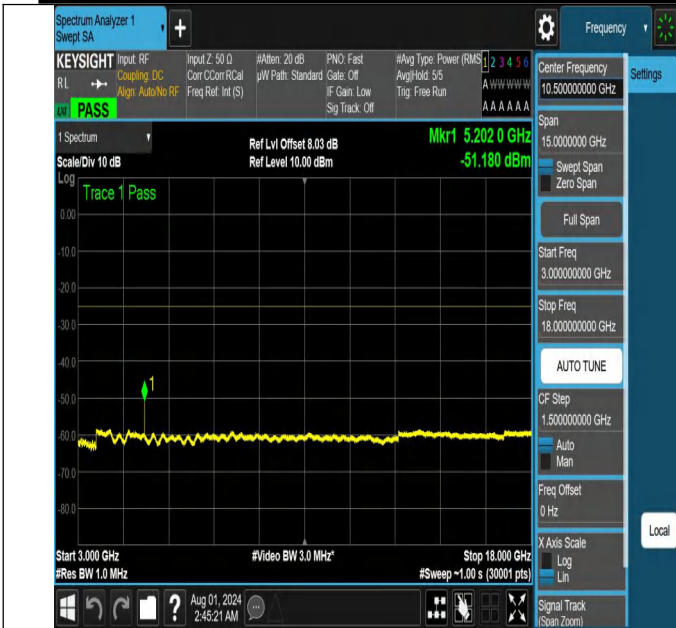 Spectrum Analyzer 1
Swept SA
+
Frequency
KEYSIGHT
RL
PASS
Input: RF
Coupling: DC
Align: Auto/No RF
Input Z: 50 Ω
Corr CCorr RCal
Freq Ref: Int (S)
#Atten: 20 dB
µW Path: Standard
PNO: Fast
Gate: Off
IF Gain: Low
Sig Track: Off
#Avg Type: Power (RMS
Avg|Hold: 5/5
Trig: Free Run
1 2 3 4 5 6
A W W W W W
A A A A A A
1 Spectrum
Scale/Div 10 dB
Log
Ref Lvl Offset 8.03 dB
Ref Level 10.00 dBm
Mkr1 5.202 0 GHz
-51.180 dBm
Trace 1 Pass
0.00
-10.0
-20.0
-30.0
-40.0
-50.0
-60.0
-70.0
-80.0
1
Start 3.000 GHz
#Res BW 1.0 MHz
#Video BW 3.0 MHz*
Stop 18.000 GHz
#Sweep ~1.00 s (30001 pts)
?
Aug 01, 2024
2:45:21 AM
Center Frequency
10.500000000 GHz
Span
15.0000000 GHz
Swept Span
Zero Span
Full Span
Start Freq
3.000000000 GHz
Stop Freq
18.000000000 GHz
AUTO TUNE
CF Step
1.500000000 GHz
Auto
Man
Freq Offset
0 Hz
X Axis Scale
Log
Lin
Signal Track
(Span Zoom)
Settings
Local